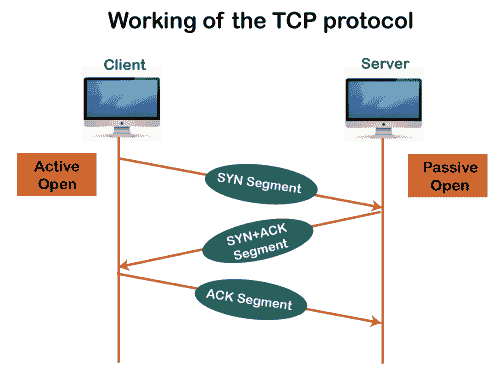 Working of the TCP protocol
Client
Server
Active
Open
Passive
Open
SYN Segment
SYN+ACK
Segment
ACK Segment